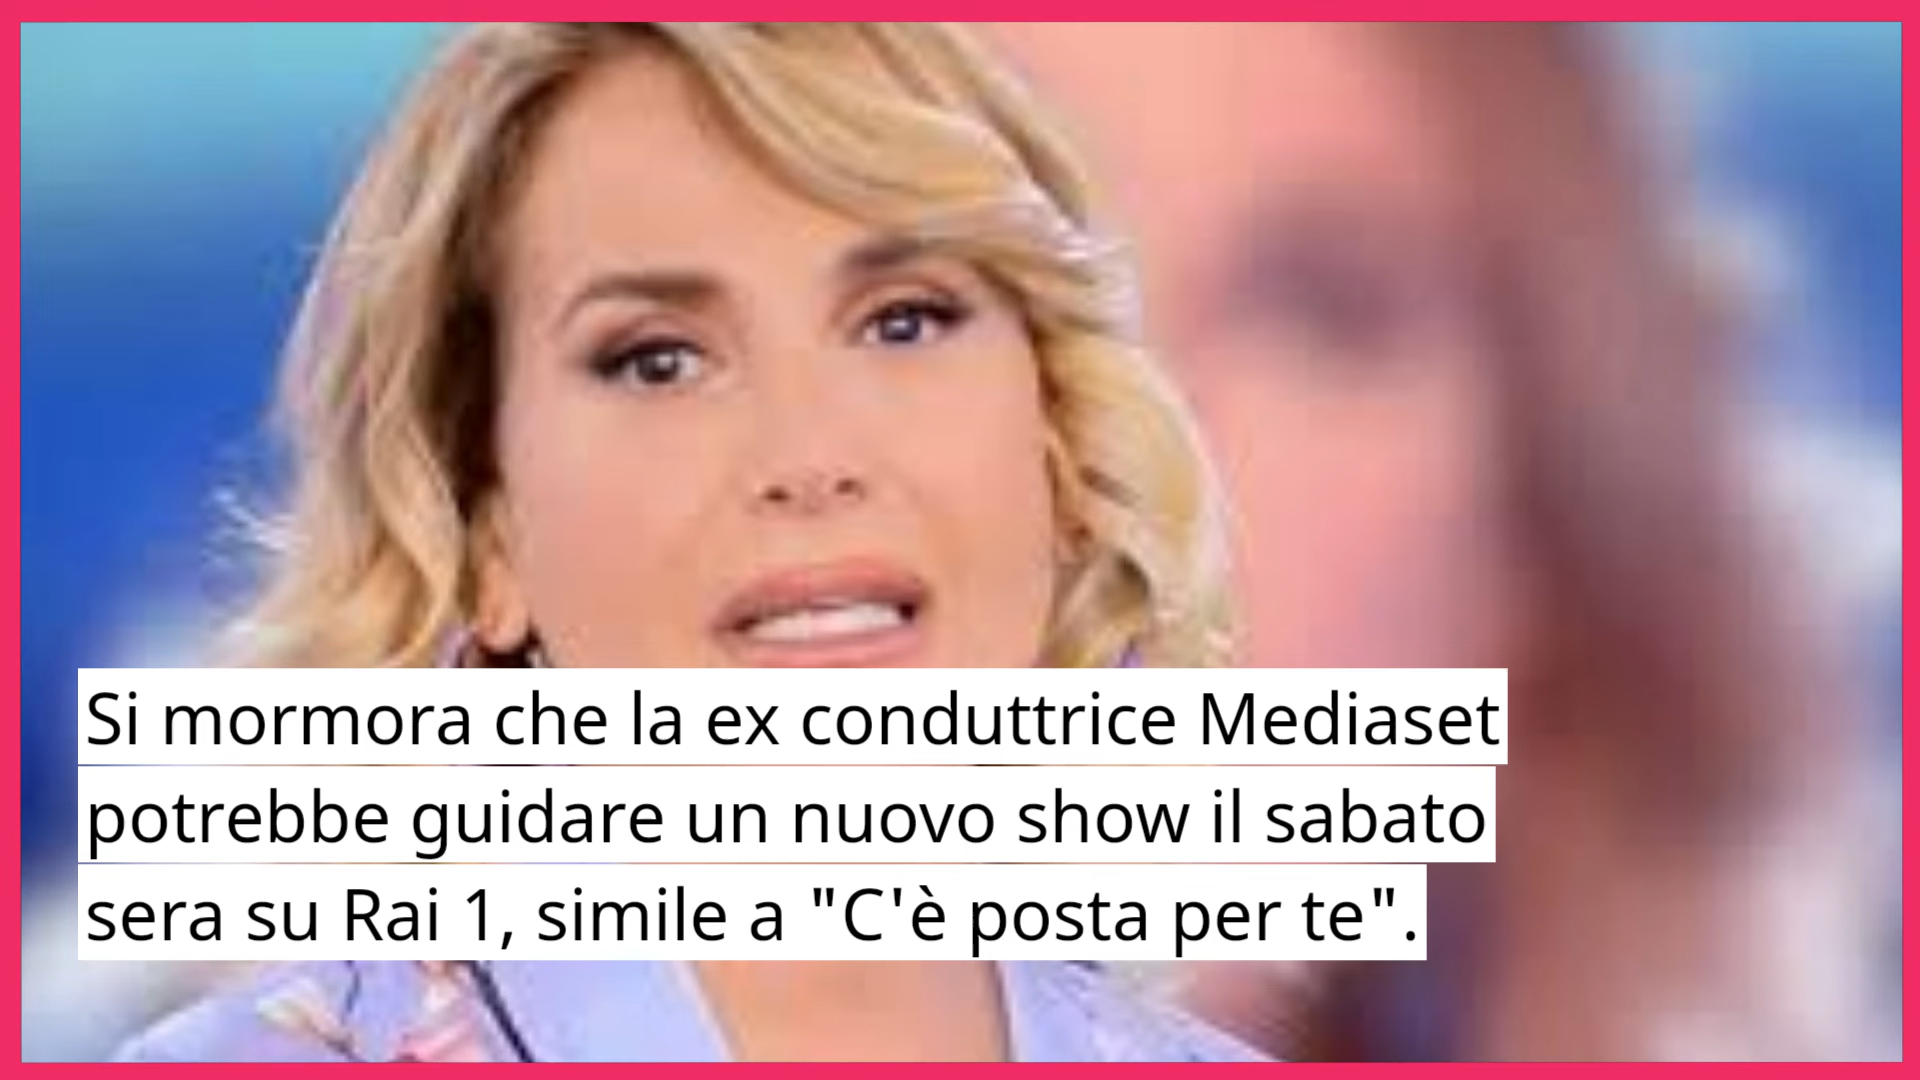 Si mormora che la ex conduttrice Mediaset
potrebbe guidare un nuovo show il sabato
sera su Rai 1, simile a "C'è posta per te".